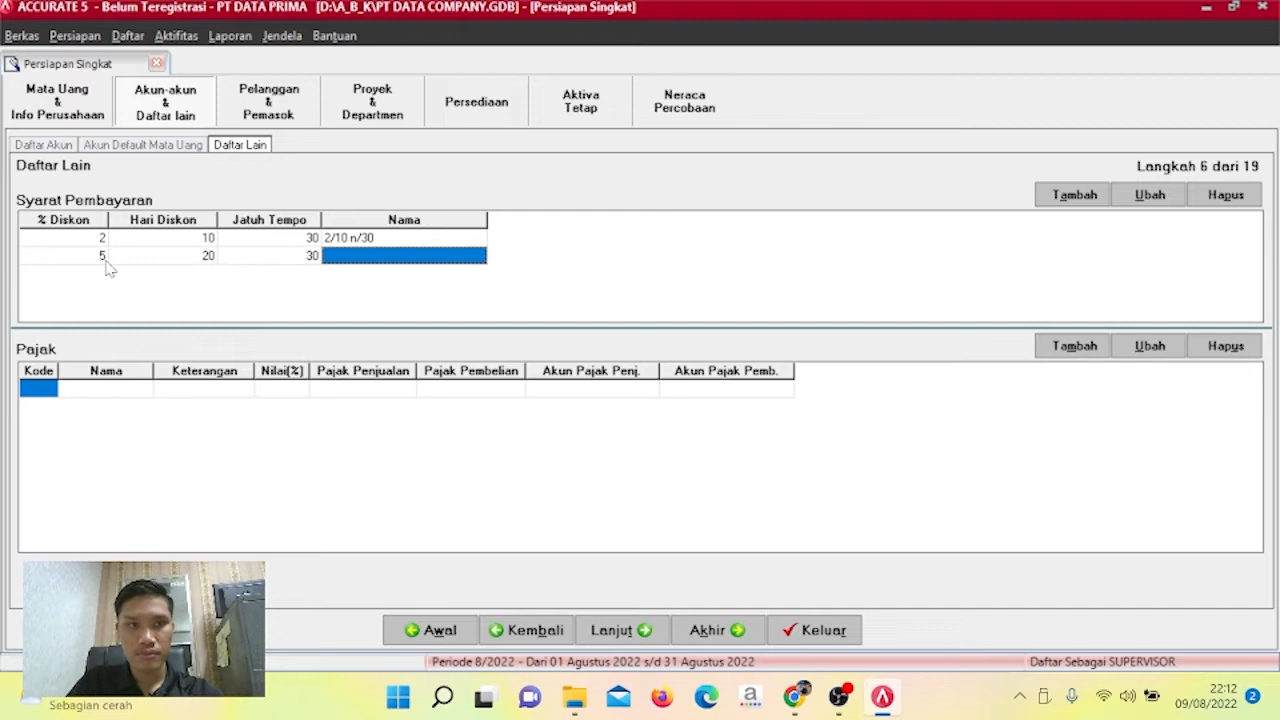 ACCURATE 5 - Belum Teregistrasi - PT DATA PRIMA [D:\A_B_K\PT DATA COMPANY.GDB] - [Persiapan Singkat]
Berkas Persiapan Daftar Aktifitas Laporan Jendela Bantuan
Persiapan Singkat
Mata Uang & Info Perusahaan
Akun-akun & Daftar lain
Pelanggan & Pemasok
Proyek & Departmen
Persediaan
Aktiva Tetap
Neraca Percobaan
Daftar Akun Akun Default Mata Uang Daftar Lain
Daftar Lain Langkah 6 dari 19
Syarat Pembayaran Tambah Ubah Hapus
% Diskon Hari Diskon Jatuh Tempo Nama
2 10 30 2/10 n/30
5 20 30
Pajak Tambah Ubah Hapus
Kode Nama Keterangan Nilai(%) Pajak Penjualan Pajak Pembelian Akun Pajak Penj. Akun Pajak Pemb.
Awal Kembali Lanjut Akhir Keluar
Periode 8/2022 - Dari 01 Agustus 2022 s/d 31 Agustus 2022 Daftar Sebagai SUPERVISOR
Sebagian cerah
22:12
09/08/2022
2